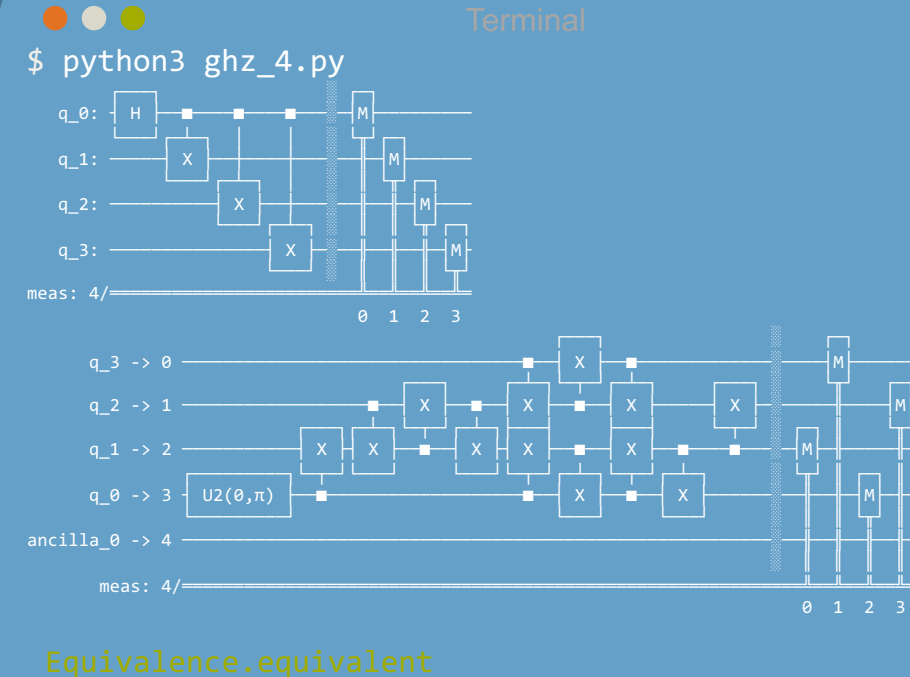 Terminal
$ python3 ghz_4.py
q_0: H M
q_1: X M
q_2: X M
q_3: X M
meas: 4/
0 1 2 3
q_3 -> 0 X M
q_2 -> 1 X X X X M
q_1 -> 2 X X X X X M
q_0 -> 3 U2(0,π) X X M
ancilla_0 -> 4
meas: 4/
0 1 2 3
Equivalence.equivalent